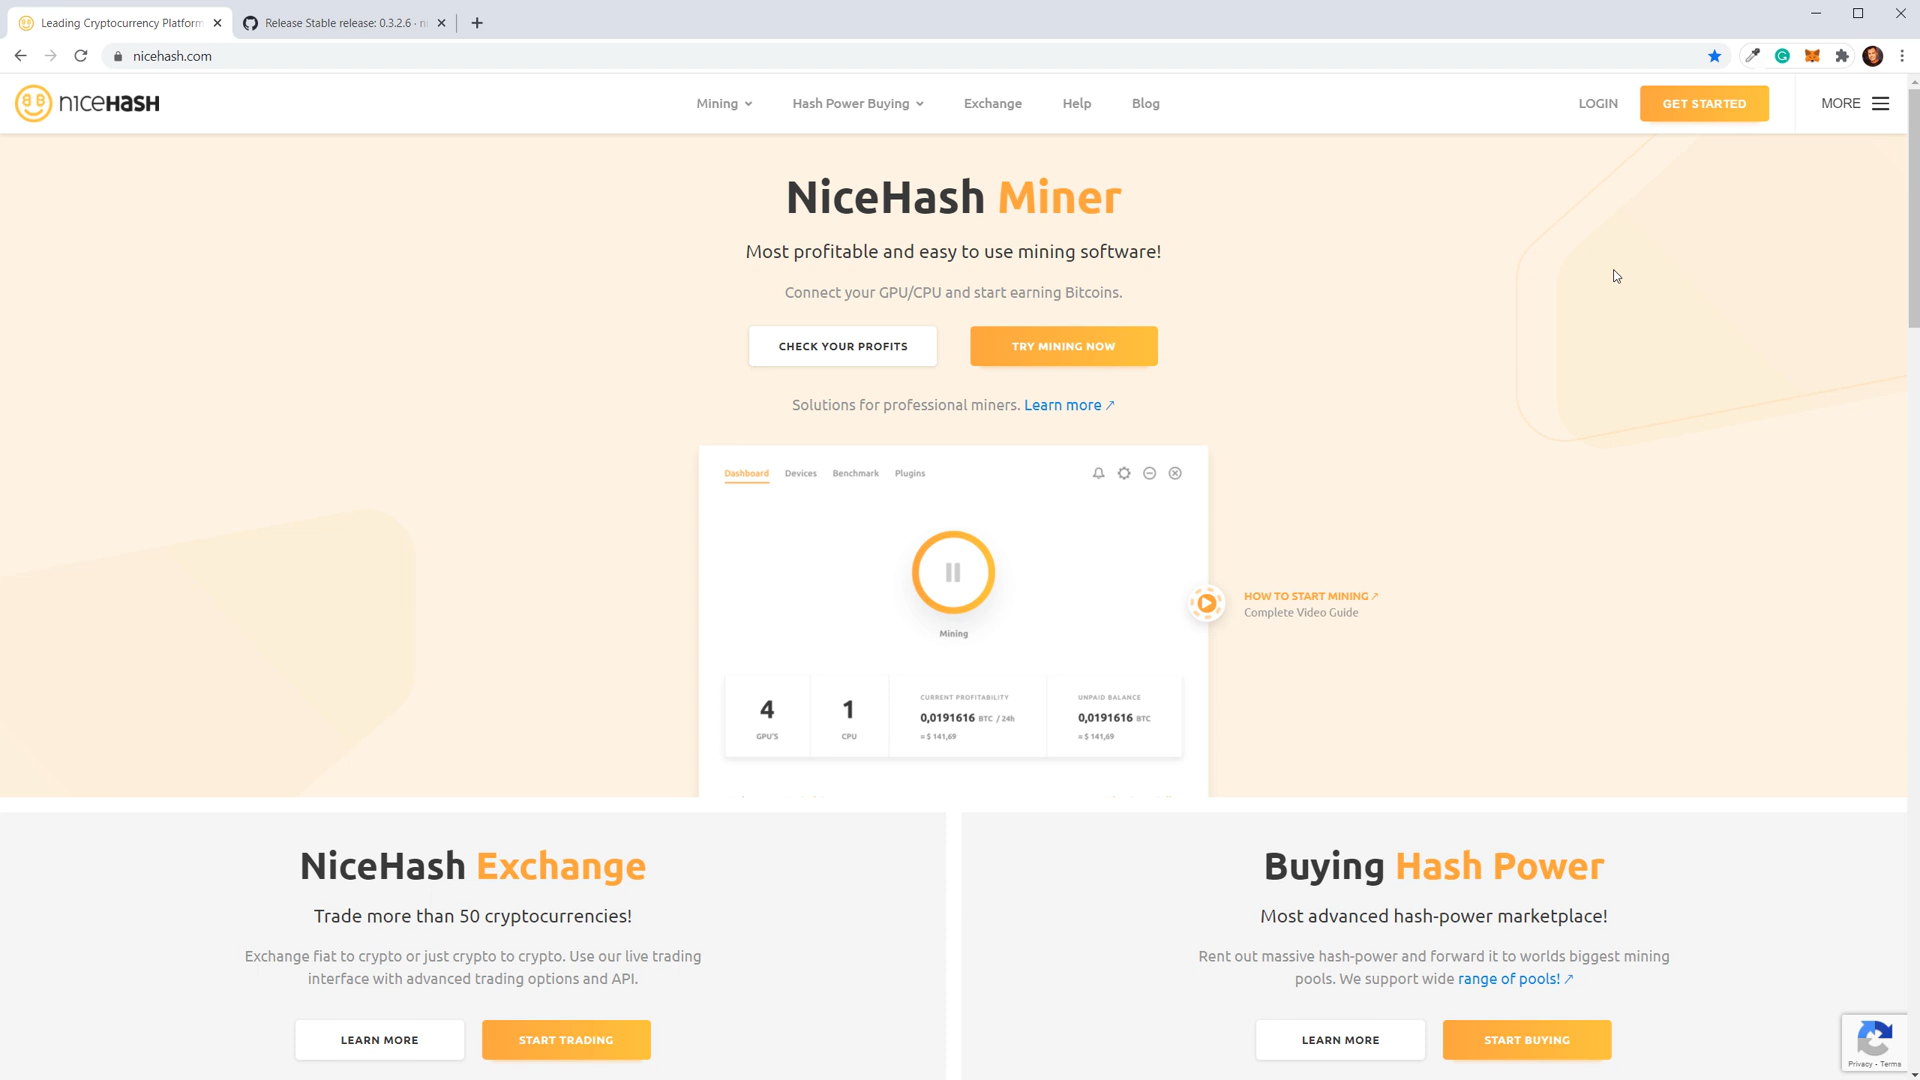 Leading Cryptocurrency Platform
Release Stable release: 0.3.2.6 · n
nicehash.com
nICEHASH
Mining
Hash Power Buying
Exchange
Help
Blog
LOGIN
GET STARTED
MORE
NiceHash Miner
Most profitable and easy to use mining software!
Connect your GPU/CPU and start earning Bitcoins.
CHECK YOUR PROFITS
TRY MINING NOW
Solutions for professional miners. Learn more ↗
Dashboard
Devices
Benchmark
Plugins
Mining
HOW TO START MINING ↗
Complete Video Guide
4
GPU'S
1
CPU
CURRENT PROFITABILITY
0,0191616 BTC / 24h
≈ $ 141,69
UNPAID BALANCE
0,0191616 BTC
≈ $ 141,69
NiceHash Exchange
Trade more than 50 cryptocurrencies!
Exchange fiat to crypto or just crypto to crypto. Use our live trading
interface with advanced trading options and API.
LEARN MORE
START TRADING
Buying Hash Power
Most advanced hash-power marketplace!
Rent out massive hash-power and forward it to worlds biggest mining
pools. We support wide range of pools! ↗
LEARN MORE
START BUYING
Privacy - Terms